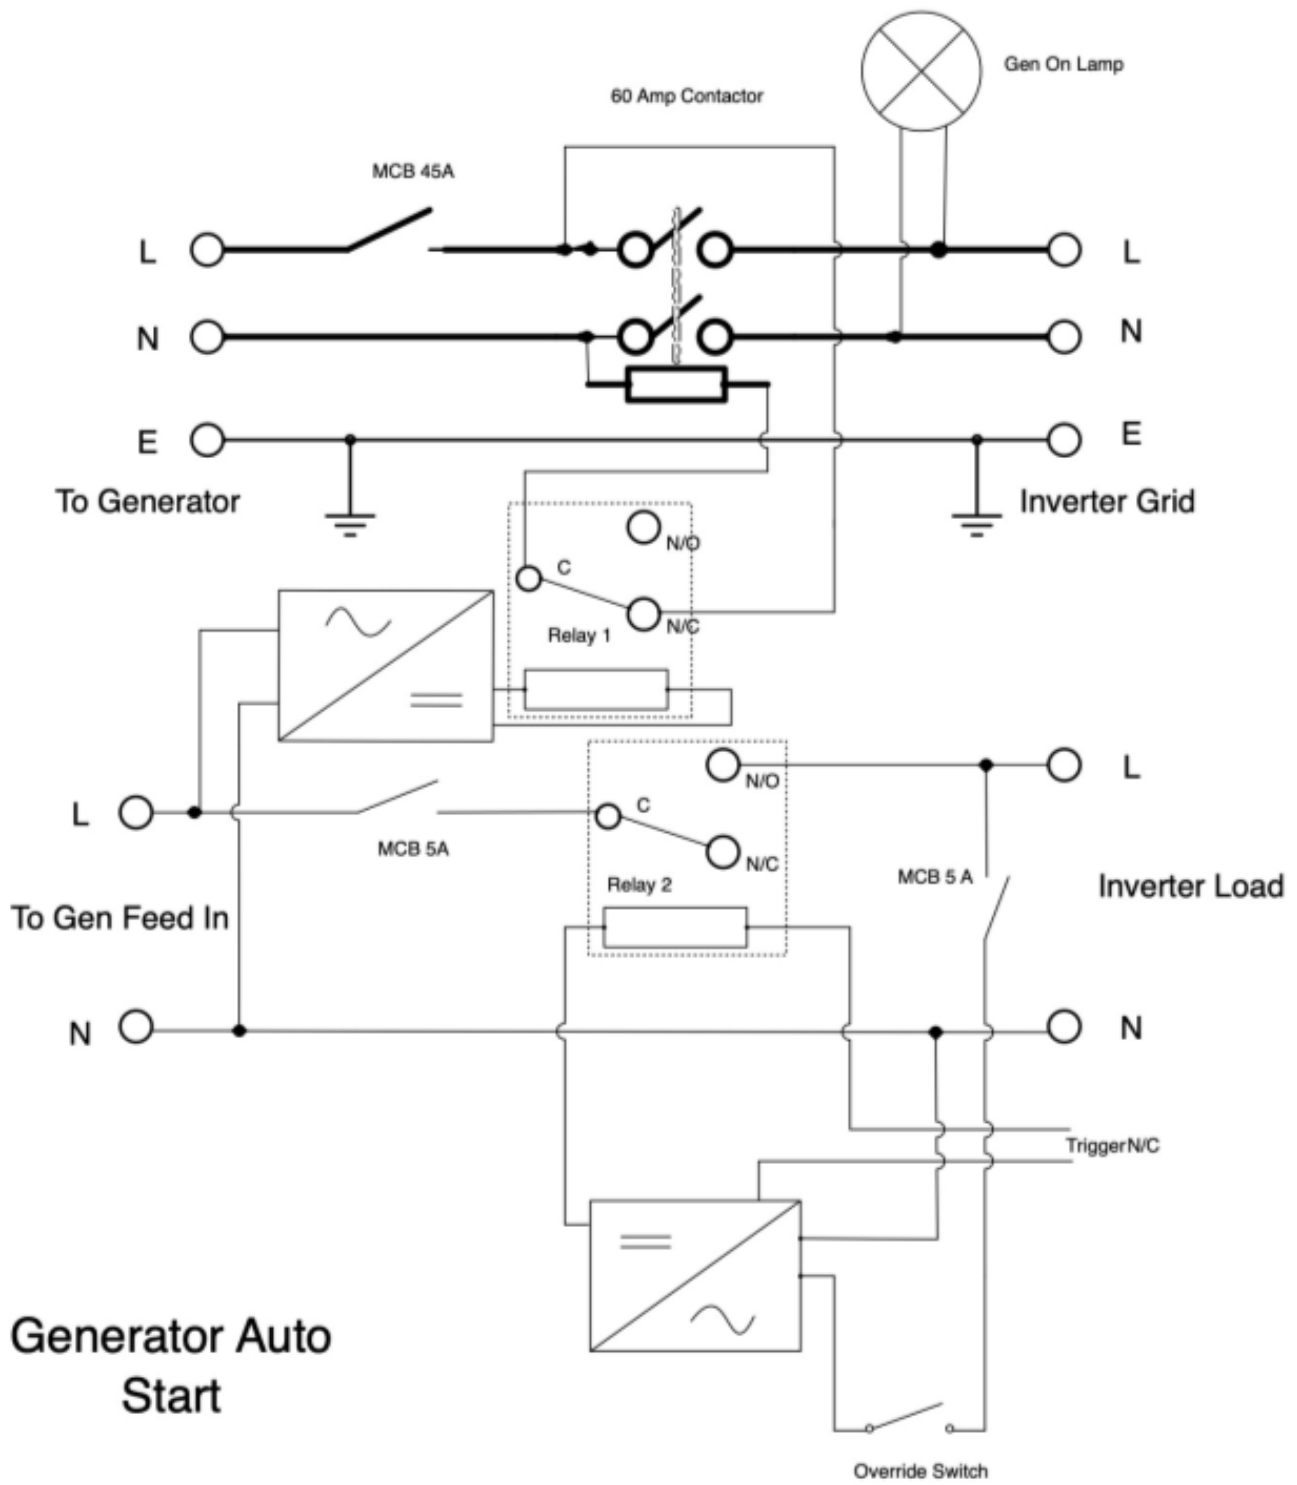 Gen On Lamp
60 Amp Contactor
MCB 45A
L
L
N
N
E
E
To Generator
Inverter Grid
N/O
C
N/C
Relay 1
N/O
L
L
C
MCB 5A
N/C
MCB 5 A
Relay 2
Inverter Load
To Gen Feed In
N
N
TriggerN/C
Generator Auto
Start
Override Switch